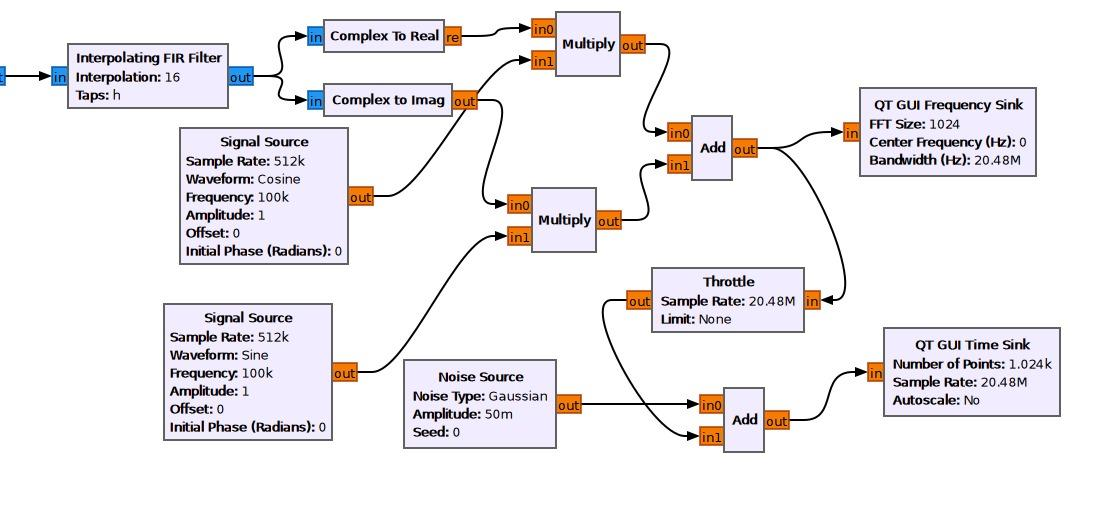 t
in
Interpolating FIR Filter
Interpolation: 16
Taps: h
out
in
Complex To Real
re
in
Complex to Imag
out
in0
in1
Multiply
out
Signal Source
Sample Rate: 512k
Waveform: Cosine
Frequency: 100k
Amplitude: 1
Offset: 0
Initial Phase (Radians): 0
out
in0
in1
Multiply
out
in0
in1
Add
out
in
QT GUI Frequency Sink
FFT Size: 1024
Center Frequency (Hz): 0
Bandwidth (Hz): 20.48M
out
Throttle
Sample Rate: 20.48M
Limit: None
in
Signal Source
Sample Rate: 512k
Waveform: Sine
Frequency: 100k
Amplitude: 1
Offset: 0
Initial Phase (Radians): 0
out
Noise Source
Noise Type: Gaussian
Amplitude: 50m
Seed: 0
out
in0
in1
Add
out
in
QT GUI Time Sink
Number of Points: 1.024k
Sample Rate: 20.48M
Autoscale: No